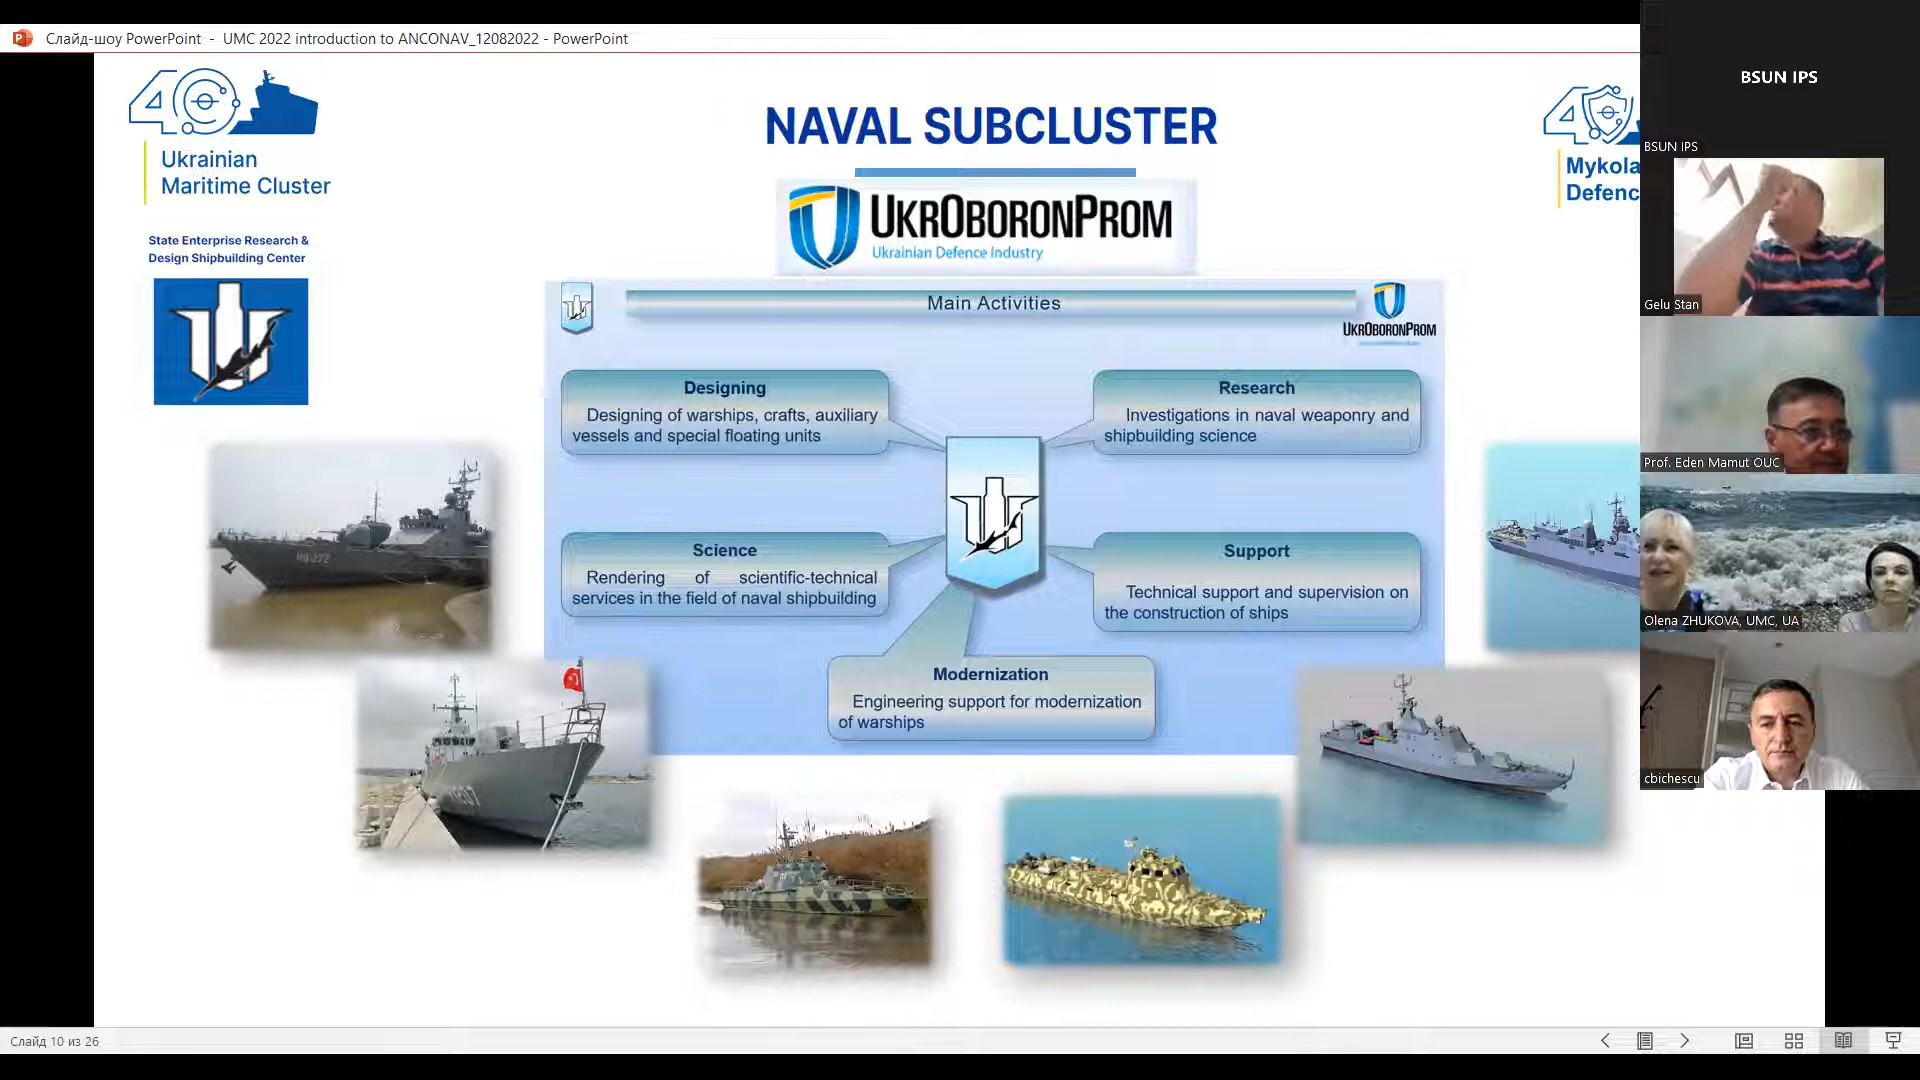 Слайд-шоу PowerPoint - UMC 2022 introduction to ANCONAV_12082022 - PowerPoint
40
Ukrainian
Maritime Cluster
NAVAL SUBCLUSTER
40
Mykola
Defenc
State Enterprise Research &
Design Shipbuilding Center
UKROBORONPROM
Ukrainian Defence Industry
Main Activities
UKROBORONPROM
Designing
Designing of warships, crafts, auxiliary
vessels and special floating units
Research
Investigations in naval weaponry and
shipbuilding science
Science
Rendering of scientific-technical
services in the field of naval shipbuilding
Support
Technical support and supervision on
the construction of ships
Modernization
Engineering support for modernization
of warships
HQ-272
BSUN IPS
BSUN IPS
Gelu Stan
Prof. Eden Mamut OUC
Olena ZHUKOVA, UMC, UA
cbichescu
Слайд 10 из 26